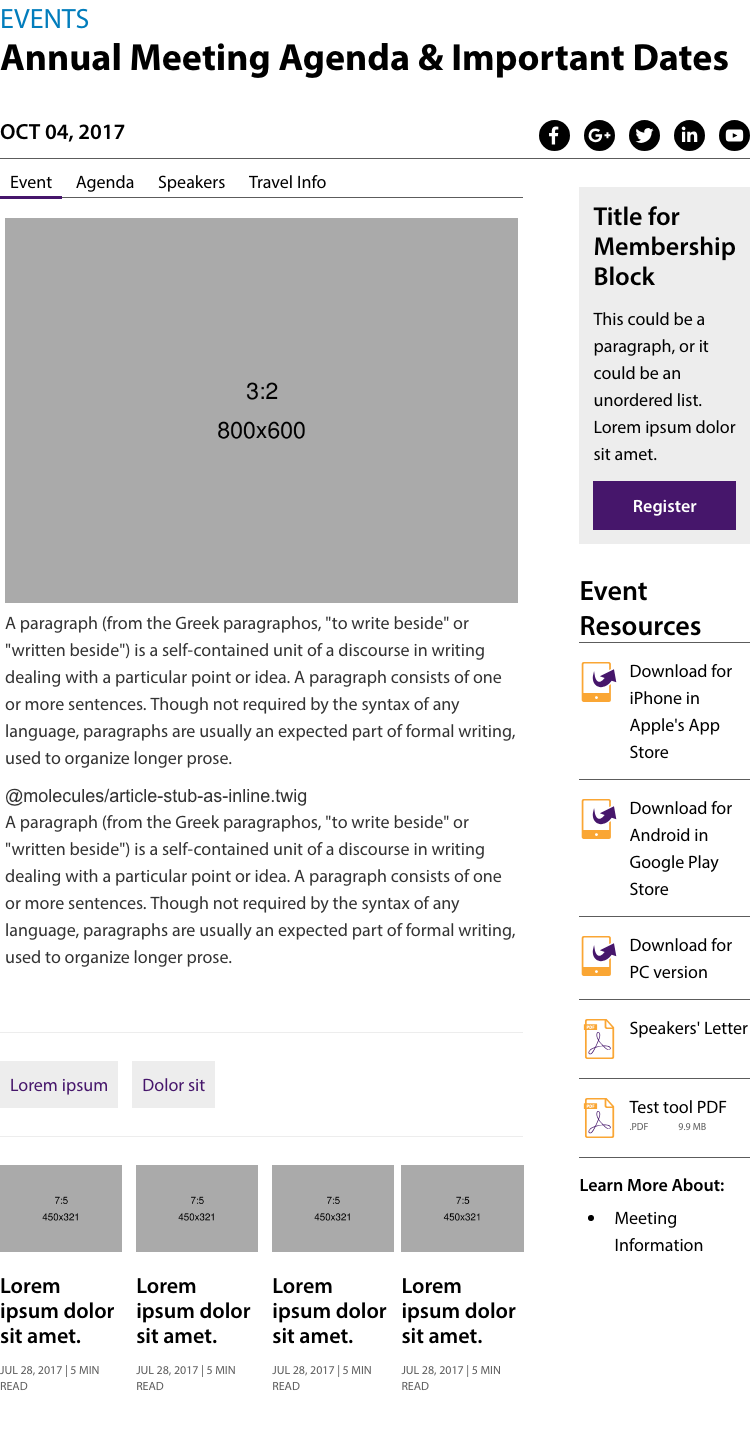 EVENTS
Annual Meeting Agenda & Important Dates
OCT 04, 2017
Event
Agenda
Speakers
Travel Info
3:2
800x600
A paragraph (from the Greek paragraphos, "to write beside" or
"written beside") is a self-contained unit of a discourse in writing
dealing with a particular point or idea. A paragraph consists of one
or more sentences. Though not required by the syntax of any
language, paragraphs are usually an expected part of formal writing,
used to organize longer prose.
@molecules/article-stub-as-inline.twig
A paragraph (from the Greek paragraphos, "to write beside" or
"written beside") is a self-contained unit of a discourse in writing
dealing with a particular point or idea. A paragraph consists of one
or more sentences. Though not required by the syntax of any
language, paragraphs are usually an expected part of formal writing,
used to organize longer prose.
Lorem ipsum
Dolor sit
7:5
450x321
Lorem
ipsum dolor
sit amet.
JUL 28, 2017 | 5 MIN
READ
7:5
450x321
Lorem
ipsum dolor
sit amet.
JUL 28, 2017 | 5 MIN
READ
7:5
450x321
Lorem
ipsum dolor
sit amet.
JUL 28, 2017 | 5 MIN
READ
7:5
450x321
Lorem
ipsum dolor
sit amet.
JUL 28, 2017 | 5 MIN
READ
Title for
Membership
Block
This could be a
paragraph, or it
could be an
unordered list.
Lorem ipsum dolor
sit amet.
Register
Event
Resources
Download for
iPhone in
Apple's App
Store
Download for
Android in
Google Play
Store
Download for
PC version
PDF
Speakers' Letter
PDF
Test tool PDF
.PDF 9.9 MB
Learn More About:
• Meeting
Information